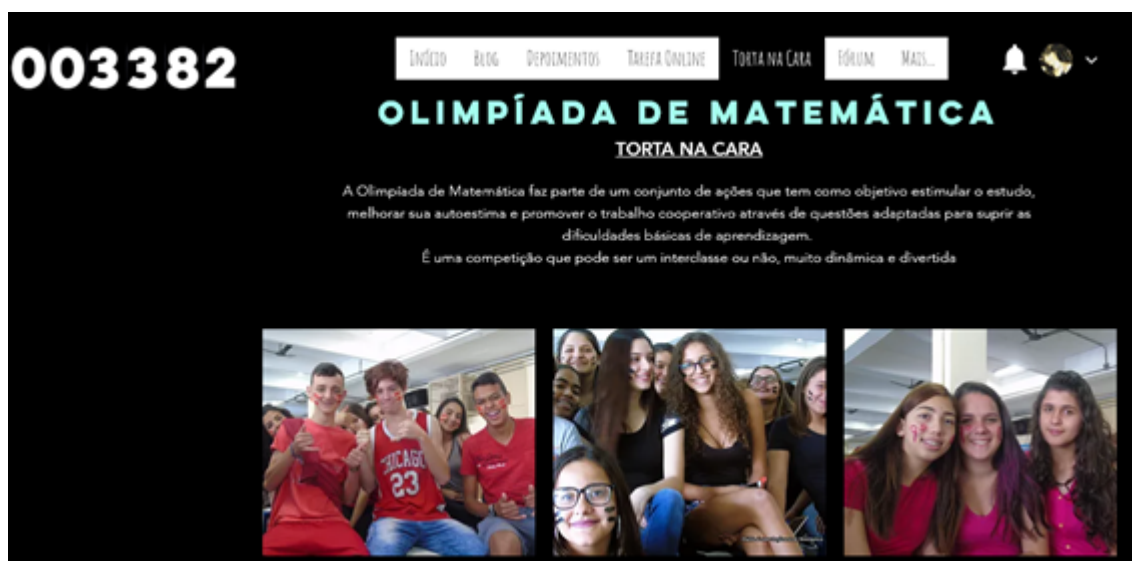 003382
Início Blog Depoimentos Tarefa Online Torta na Cara Fórum Mais...
OLIMPÍADA DE MATEMÁTICA
TORTA NA CARA
A Olimpíada de Matemática faz parte de um conjunto de ações que tem como objetivo estimular o estudo,
melhorar sua autoestima e promover o trabalho cooperativo através de questões adaptadas para suprir as
dificuldades básicas de aprendizagem.
É uma competição que pode ser um interclasse ou não, muito dinâmica e divertida
CHICAGO
23